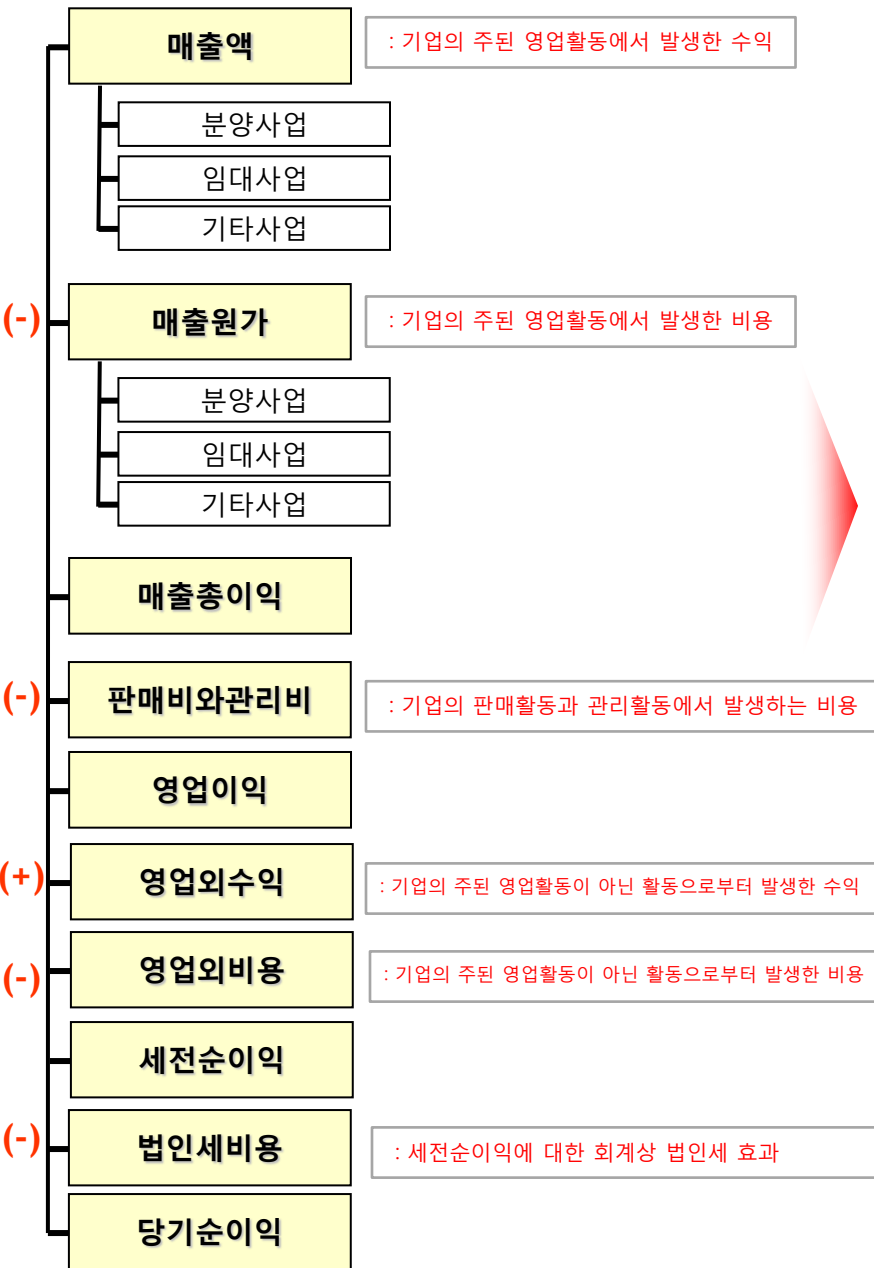 매출액
: 기업의 주된 영업활동에서 발생한 수익
분양사업
임대사업
기타사업
(-)
매출원가
: 기업의 주된 영업활동에서 발생한 비용
분양사업
임대사업
기타사업
매출총이익
(-)
판매비와관리비
: 기업의 판매활동과 관리활동에서 발생하는 비용
영업이익
(+)
영업외수익
: 기업의 주된 영업활동이 아닌 활동으로부터 발생한 수익
(-)
영업외비용
: 기업의 주된 영업활동이 아닌 활동으로부터 발생한 비용
세전순이익
(-)
법인세비용
: 세전순이익에 대한 회계상 법인세 효과
당기순이익